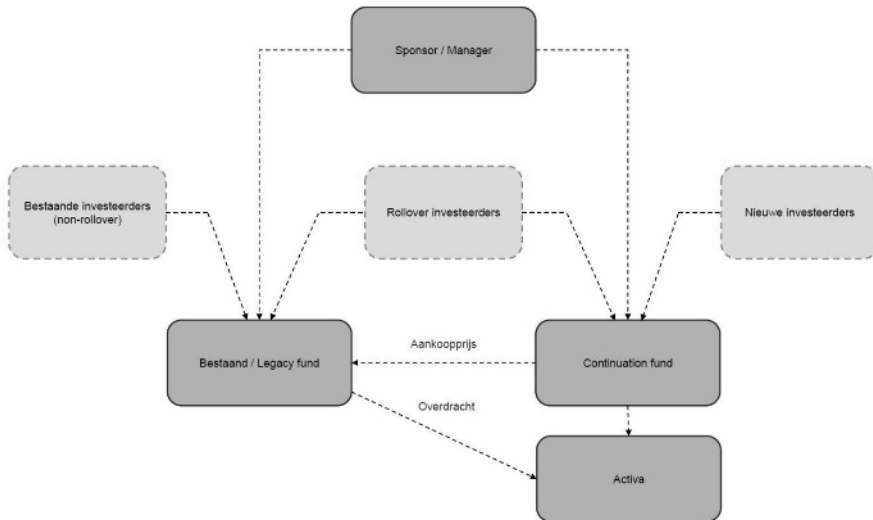 Sponsor / Manager
Bestaande investeerders
(non-rollover)
Rollover investeerders
Nieuwe investeerders
Aankoopprijs
Bestaand / Legacy fund
Continuation fund
Overdracht
Activa